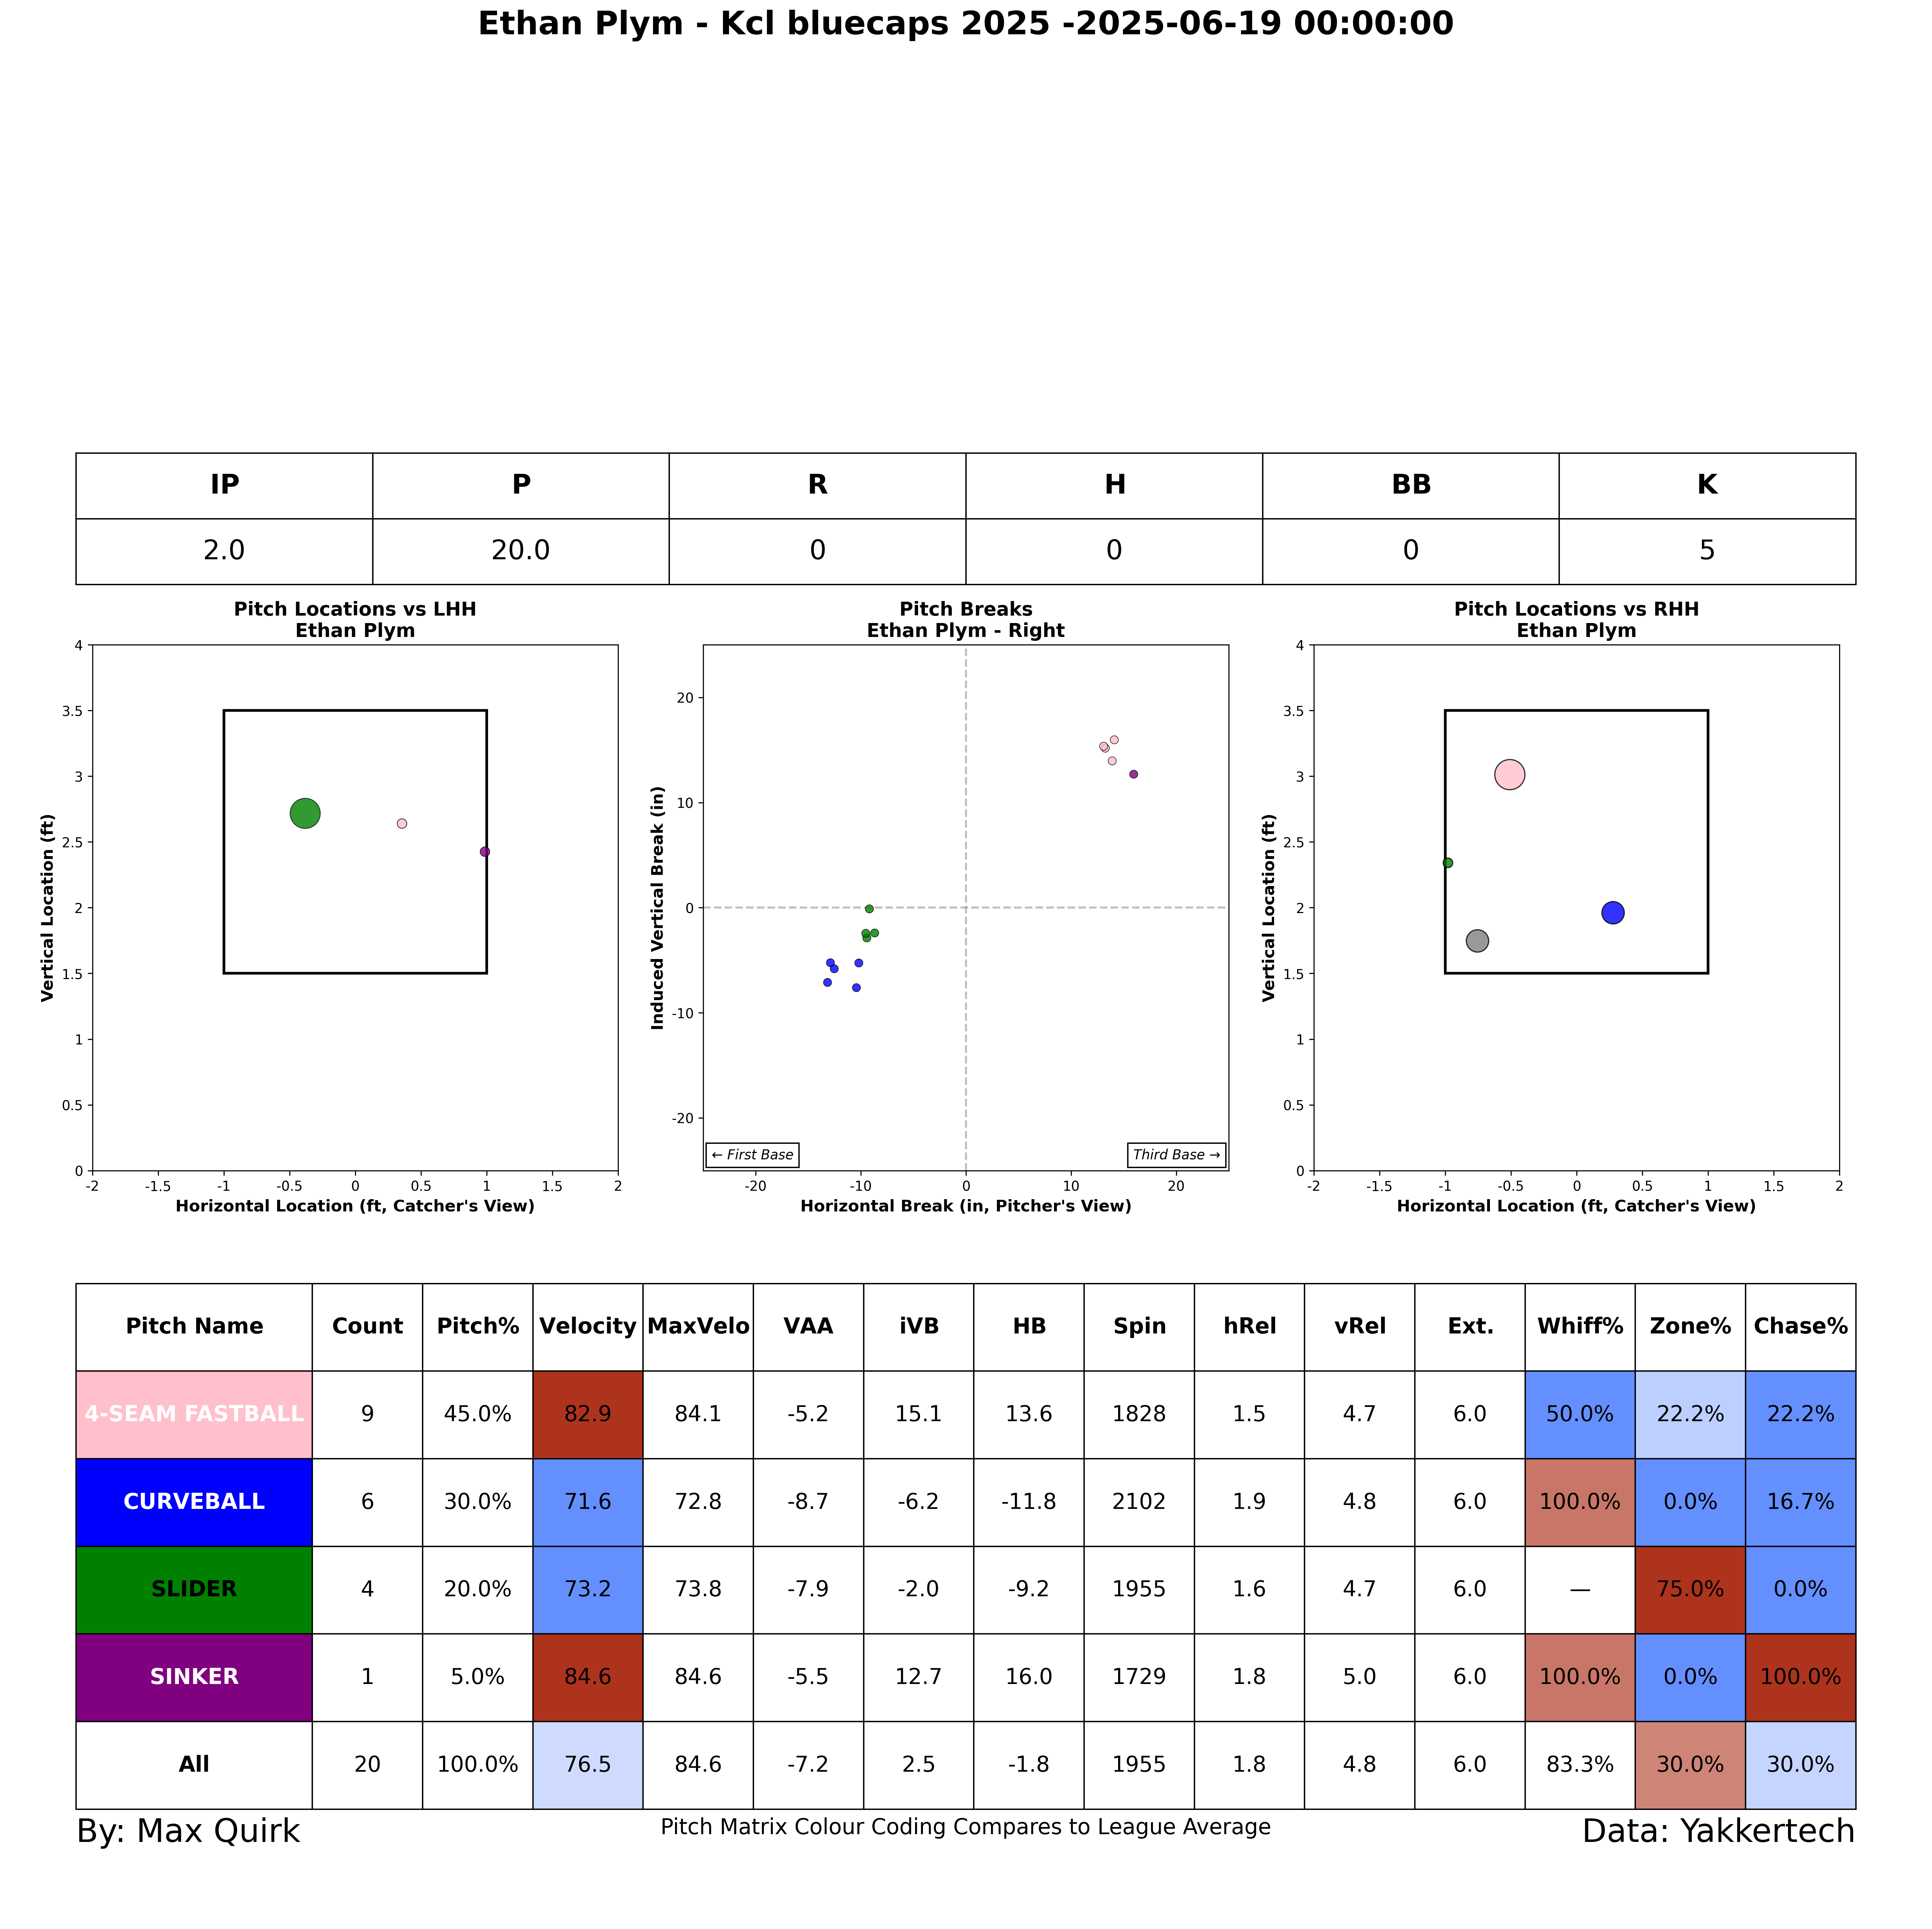 Ethan Plym - Kcl bluecaps 2025 -2025-06-19 00:00:00
IP P R H BB K
2.0 20.0 0 0 0 5
Pitch Locations vs LHH
Ethan Plym
4
3.5
3
2.5
2
1.5
1
0.5
0
Vertical Location (ft)
-2 -1.5 -1 -0.5 0 0.5 1 1.5 2
Horizontal Location (ft, Catcher's View)
Pitch Breaks
Ethan Plym - Right
20
10
0
-10
-20
Induced Vertical Break (in)
← First Base
Third Base →
-20 -10 0 10 20
Horizontal Break (in, Pitcher's View)
Pitch Locations vs RHH
Ethan Plym
4
3.5
3
2.5
2
1.5
1
0.5
0
Vertical Location (ft)
-2 -1.5 -1 -0.5 0 0.5 1 1.5 2
Horizontal Location (ft, Catcher's View)
Pitch Name Count Pitch% Velocity MaxVelo VAA iVB HB Spin hRel vRel Ext. Whiff% Zone% Chase%
4-SEAM FASTBALL 9 45.0% 82.9 84.1 -5.2 15.1 13.6 1828 1.5 4.7 6.0 50.0% 22.2% 22.2%
CURVEBALL 6 30.0% 71.6 72.8 -8.7 -6.2 -11.8 2102 1.9 4.8 6.0 100.0% 0.0% 16.7%
SLIDER 4 20.0% 73.2 73.8 -7.9 -2.0 -9.2 1955 1.6 4.7 6.0 — 75.0% 0.0%
SINKER 1 5.0% 84.6 84.6 -5.5 12.7 16.0 1729 1.8 5.0 6.0 100.0% 0.0% 100.0%
All 20 100.0% 76.5 84.6 -7.2 2.5 -1.8 1955 1.8 4.8 6.0 83.3% 30.0% 30.0%
By: Max Quirk
Pitch Matrix Colour Coding Compares to League Average
Data: Yakkertech